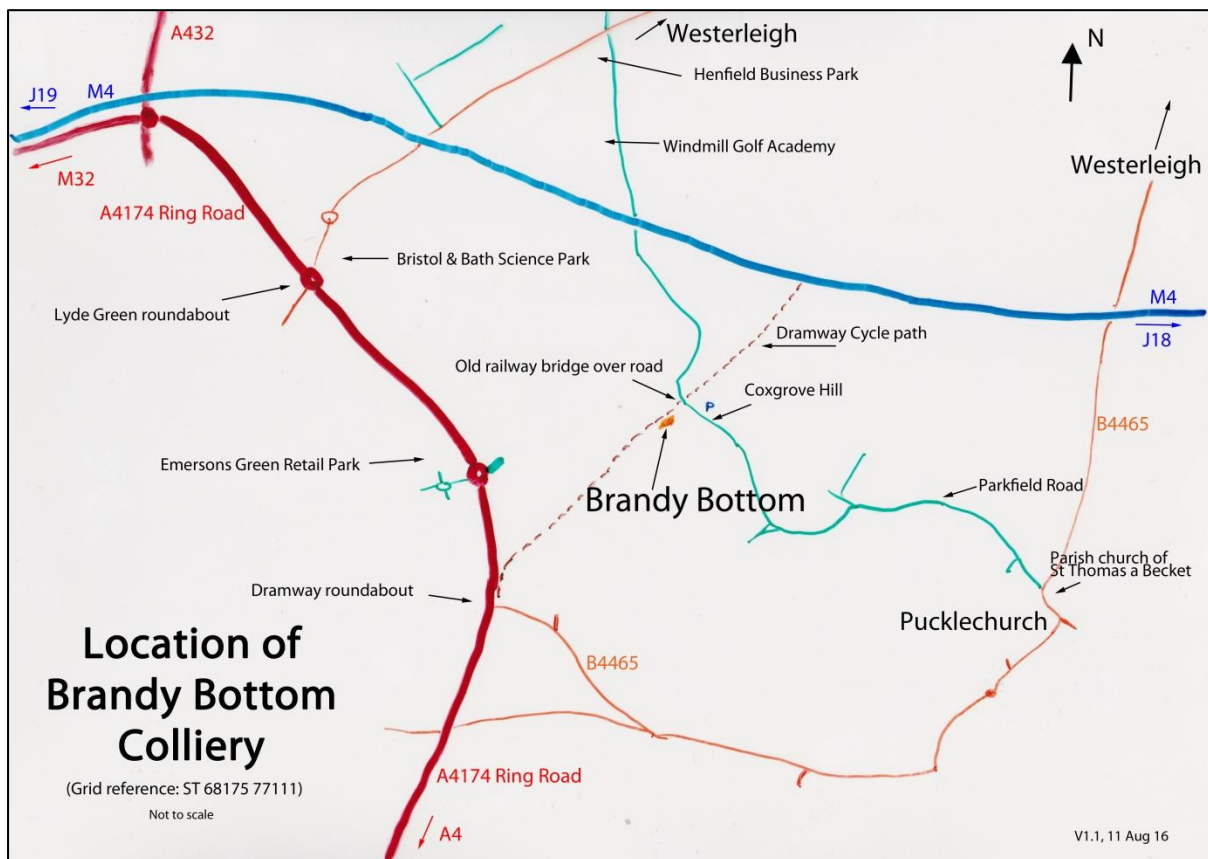 A432
Westerleigh
N
Henfield Business Park
J19
M4
Windmill Golf Academy
M32
Westerleigh
A4174 Ring Road
Bristol & Bath Science Park
Lyde Green roundabout
M4
J18
Dramway Cycle path
Old railway bridge over road
Coxgrove Hill
P
B4465
Emersons Green Retail Park
Brandy Bottom
Parkfield Road
Parish church of
St Thomas a Becket
Dramway roundabout
Pucklechurch
B4465
Location of
Brandy Bottom
Colliery
(Grid reference: ST 68175 77111)
Not to scale
A4174 Ring Road
A4
V1.1, 11 Aug 16